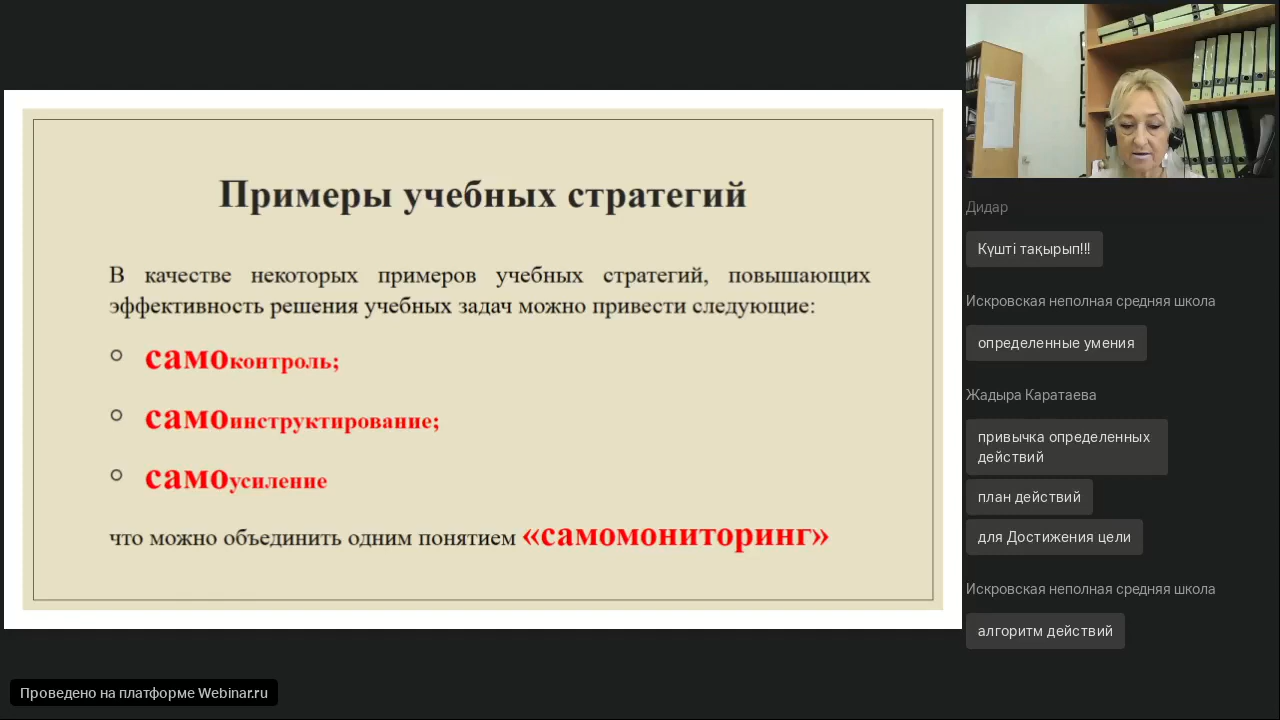 Примеры учебных стратегий
В качестве некоторых примеров учебных стратегий, повышающих
эффективность решения учебных задач можно привести следующие:
самоконтроль;
самоинструктирование;
самоусиление
что можно объединить одним понятием «самомониторинг»
Дидар
Күшті тақырып!!!
Искровская неполная средняя школа
определенные умения
Жадыра Каратаева
привычка определенных
действий
план действий
для Достижения цели
Искровская неполная средняя школа
алгоритм действий
Проведено на платформе Webinar.ru